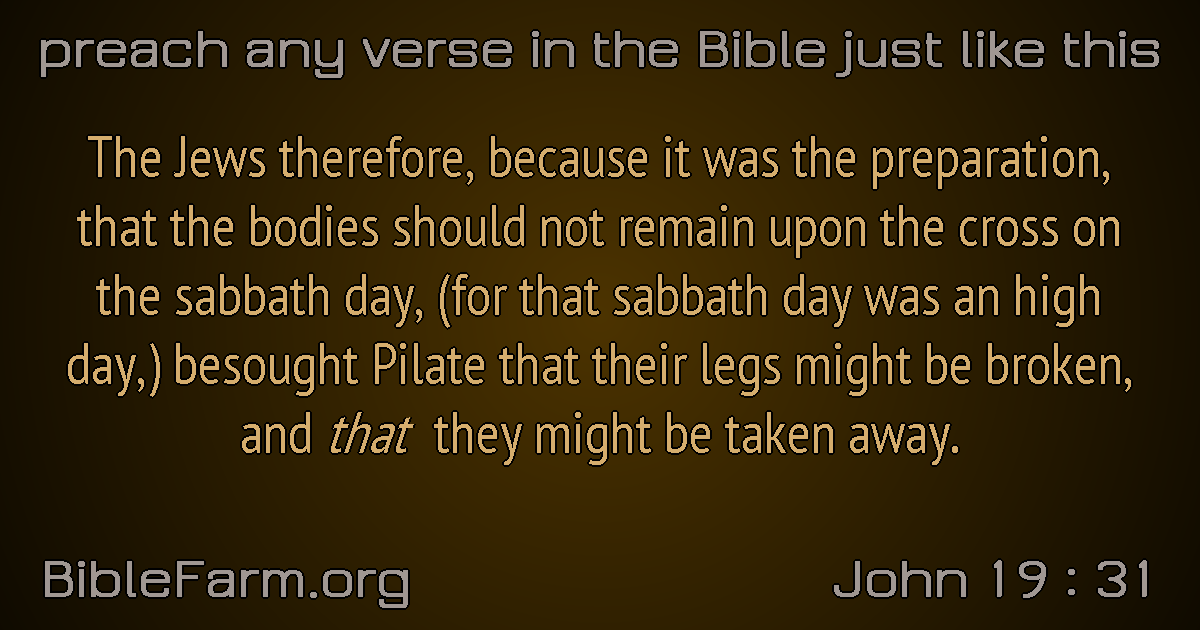 preach any verse in the Bible just like this
The Jews therefore, because it was the preparation,
that the bodies should not remain upon the cross on
the sabbath day, (for that sabbath day was an high
day,) besought Pilate that their legs might be broken,
and that they might be taken away.
BibleFarm.org
John 19 : 31